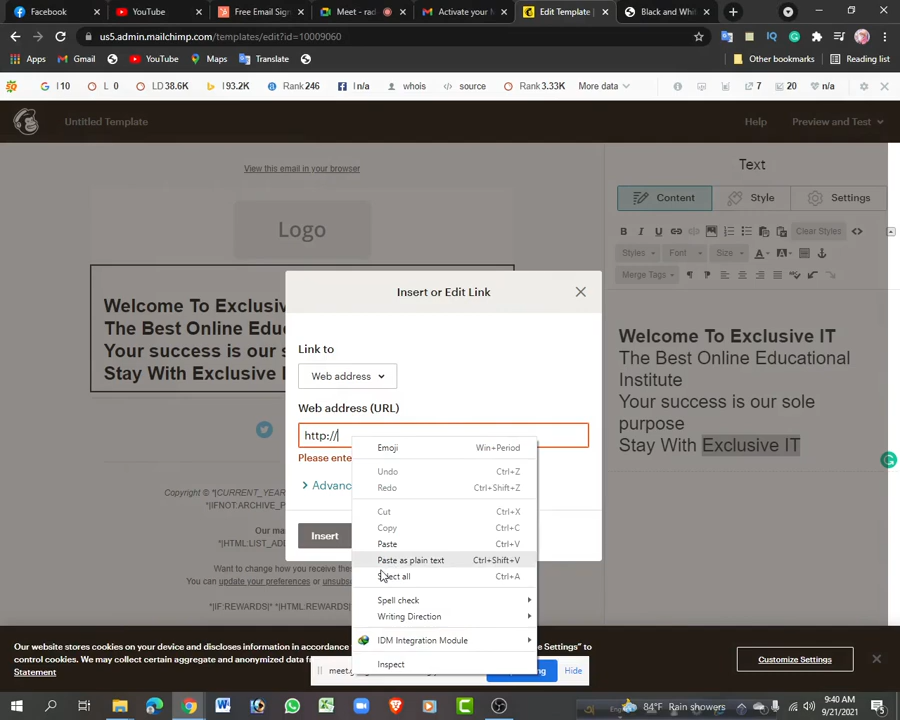 Facebook
YouTube
Free Email Sign
Meet - rad
Activate your M
Edit Template |
Black and Whit
us5.admin.mailchimp.com/templates/edit?id=10009060
Apps
Gmail
YouTube
Maps
Translate
Other bookmarks
Reading list
I 10
L 0
LD 38.6K
I 93.2K
Rank 246
I n/a
whois
source
Rank 3.33K
More data
7
20
n/a
Untitled Template
Help
Preview and Test
View this email in your browser
Logo
Welcome To Exclusive
The Best Online Educ
Your success is our s
Stay With Exclusive I
Insert or Edit Link
Link to
Web address
Web address (URL)
http://
Please ente
Advanc
Insert
Emoji Win+Period
Undo Ctrl+Z
Redo Ctrl+Shift+Z
Cut Ctrl+X
Copy Ctrl+C
Paste Ctrl+V
Paste as plain text Ctrl+Shift+V
Select all Ctrl+A
Spell check
Writing Direction
IDM Integration Module
Inspect
Text
Content
Style
Settings
Clear Styles
Styles
Font
Size
Merge Tags
Welcome To Exclusive IT
The Best Online Educational
Institute
Your success is our sole
purpose
Stay With Exclusive IT
Copyright © *|CURRENT_YEA
*|IFNOT:ARCHIVE_P
Our ma
*|HTML:LIST_ADD
Want to change how you receive
You can update your preferences or unsubs
*|IF:REWARDS|* *|HTML:REW
Our website stores cookies on your device and discloses information in accordanc
control cookies. We may collect certain aggregate and anonymized data fr
Statement
e Settings" to
Customize Settings
meet.g
Hide
84°F Rain showers
9:40 AM
9/21/2021
5